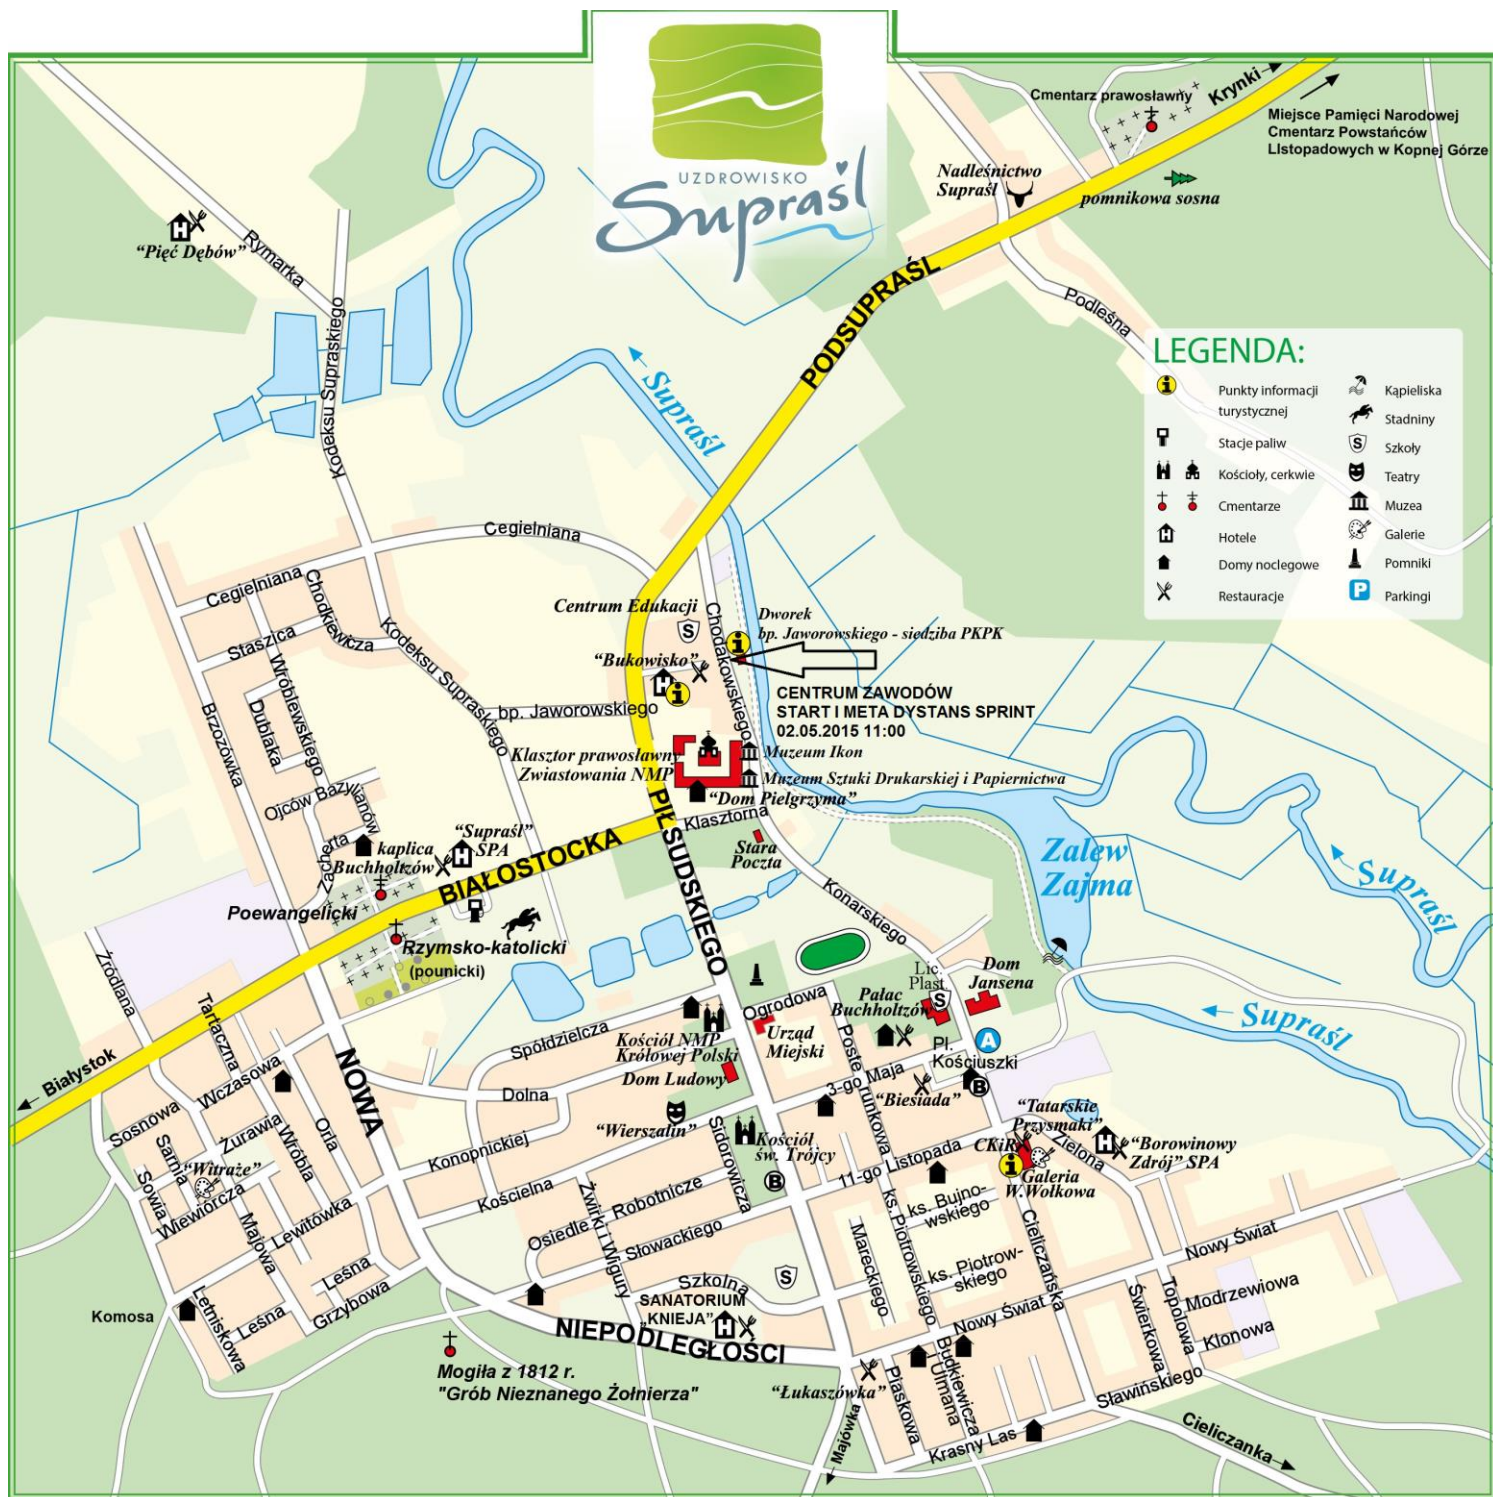 UZDROWISKO
Supraśl
Cmentarz prawosławny
Krynki
Miejsce Pamięci Narodowej
Cmentarz Powstańców
LIstopadowych w Kopnej Górze
Nadleśnictwo
Supraśl
pomnikowa sosna
“Pięć Dębów”
Rymarka
Kodeksu Supraskiego
PODSUPRAŚL
Podleśna
Supraśl
LEGENDA:
Punkty informacji
turystycznej
Stacje paliw
Kościoły, cerkwie
Cmentarze
Hotele
Domy noclegowe
Restauracje
Kąpieliska
Stadniny
S
Szkoły
Teatry
Muzea
Galerie
Pomniki
P
Parkingi
Cegielniana
Cegielniana
Chodkiewicza
Staszica
Kodeksu Supraskiego
Wróblewskiego
Dublaka
Brzozówka
Centrum Edukacji
S
Chodakowskiego
Dworek
bp. Jaworowskiego - siedziba PKPK
“Bukowisko”
H
bp. Jaworowskiego
CENTRUM ZAWODÓW
START I META DYSTANS SPRINT
02.05.2015 11:00
Klasztor prawosławny
Zwiastowania NMP
Muzeum Ikon
Muzeum Sztuki Drukarskiej i Papiernictwa
“Dom Pielgrzyma”
PIŁSUDSKIEGO
Klasztorna
Ojców Bazylianów
Zacherta
kaplica
Buchholtzów
“Supraśl”
SPA
H
BIAŁOSTOCKA
Stara
Poczta
Zalew
Zajma
Supraśl
Supraśl
Konarskiego
Poewangelicki
Rzymsko-katolicki
(pounicki)
Źródlana
Tartaczna
Lic.
Plast.
S
Dom
Jansena
Pałac
Buchholtzów
Ogrodowa
Urząd
Miejski
Posterunkowa
A
Pl.
Kościuszki
Supraśl
Spółdzielcza
Kościół NMP
Królowej Polski
Dom Ludowy
3-go Maja
“Biesiada”
B
Białystok
NOWA
Dolna
Wczasowa
Sosnowa
Żurawia
Sarnia
Wróbla
Orla
“Witraże”
Sowia
Wiewiórcza
Majowa
Lewitówka
Konopnickiej
“Wierszalin”
Sidorowicza
Kościół
św. Trójcy
B
11-go Listopada
“Tatarskie
Przysmaki”
CKiR
Galeria
W.Wołkowa
Zielona
H
“Borowinowy
Zdrój” SPA
Kościelna
Żwirki i Wigury
Osiedle Robotnicze
Słowackiego
Szkolna
S
Mareckiego
ks. Piotrowskiego
ks. Bujno-
wskiego
ks. Piotrow-
skiego
Cieliczańska
Nowy Świat
Nowy Świat
Świerkowa
Topolowa
Modrzewiowa
Klonowa
Leśna
Leśna
Grzybowa
Letniskowa
Komosa
SANATORIUM
„KNIEJA”
H
NIEPODLEGŁOŚCI
Mogiła z 1812 r.
"Grób Nieznanego Żołnierza"
“Łukaszówka”
Majówka
Piaskowa
Ulmana
Budkiewicza
Krasny Las
Sławińskiego
Cieliczanka